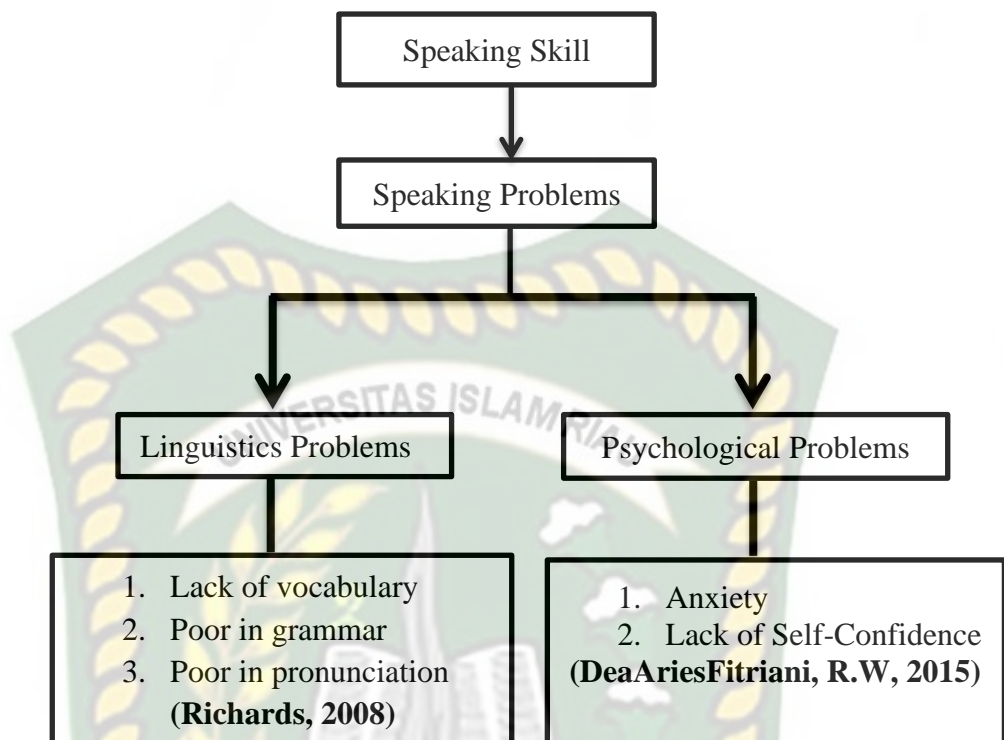 Speaking Skill
Speaking Problems
UNIVERSITAS ISLAM RIAU
Linguistics Problems
Psychological Problems
1. Lack of vocabulary
2. Poor in grammar
3. Poor in pronunciation
(Richards, 2008)
1. Anxiety
2. Lack of Self-Confidence
(DeaAriesFitriani, R.W, 2015)